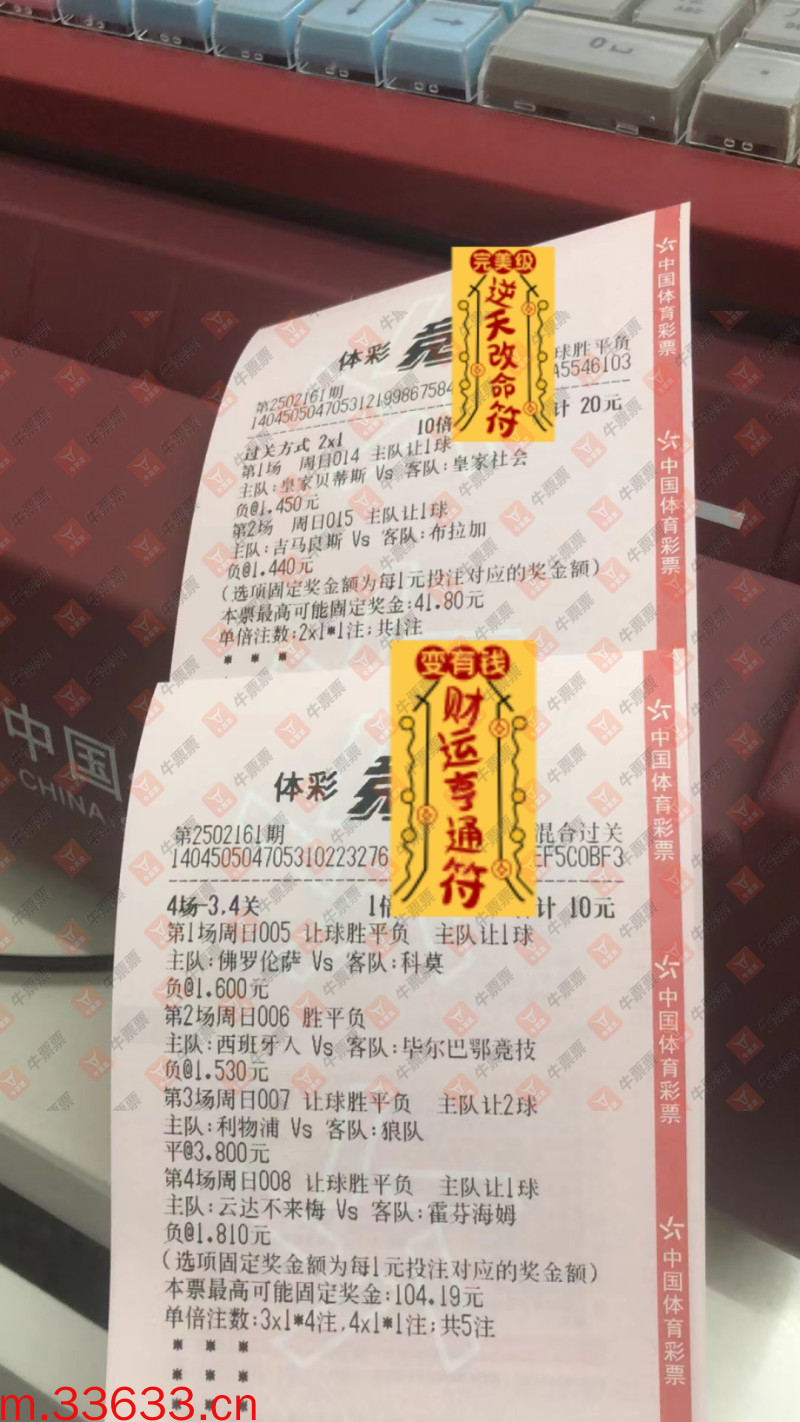 完美级
逆天改命符
体彩 竞
球胜平负
第2502161期
14045050470531219986758
A5546103
10倍
计 20元
过关方式 2x1
第1场 周日014 主队让1球
主队:皇家贝蒂斯 Vs 客队:皇家社会
负@1.450元
第2场 周日015 主队让1球
主队:吉马良斯 Vs 客队:布拉加
负@1.440元
(选项固定奖金额为每1元投注对应的奖金额)
本票最高可能固定奖金:41.80元
单倍注数:2x1*1注;共1注
* * *
中国体育彩票
中国体育彩票
变有钱
财运亨通符
体彩 竞
第2502161期
混合过关
140450504705310223276
EF5C0BF3
4场-3,4关
1倍
计 10元
第1场周日005 让球胜平负 主队让1球
主队:佛罗伦萨 Vs 客队:科莫
负@1.600元
第2场周日006 胜平负
主队:西班牙人 Vs 客队:毕尔巴鄂竞技
负@1.530元
第3场周日007 让球胜平负 主队让2球
主队:利物浦 Vs 客队:狼队
平@3.800元
第4场周日008 让球胜平负 主队让1球
主队:云达不来梅 Vs 客队:霍芬海姆
负@1.810元
(选项固定奖金额为每1元投注对应的奖金额)
本票最高可能固定奖金:104.19元
单倍注数:3x1*4注,4x1*1注;共5注
* * *
* * *
* * *
中国体育彩票
中国体育彩票
中国体育彩票
中国
CHINA
牛票票
m.33633.cn